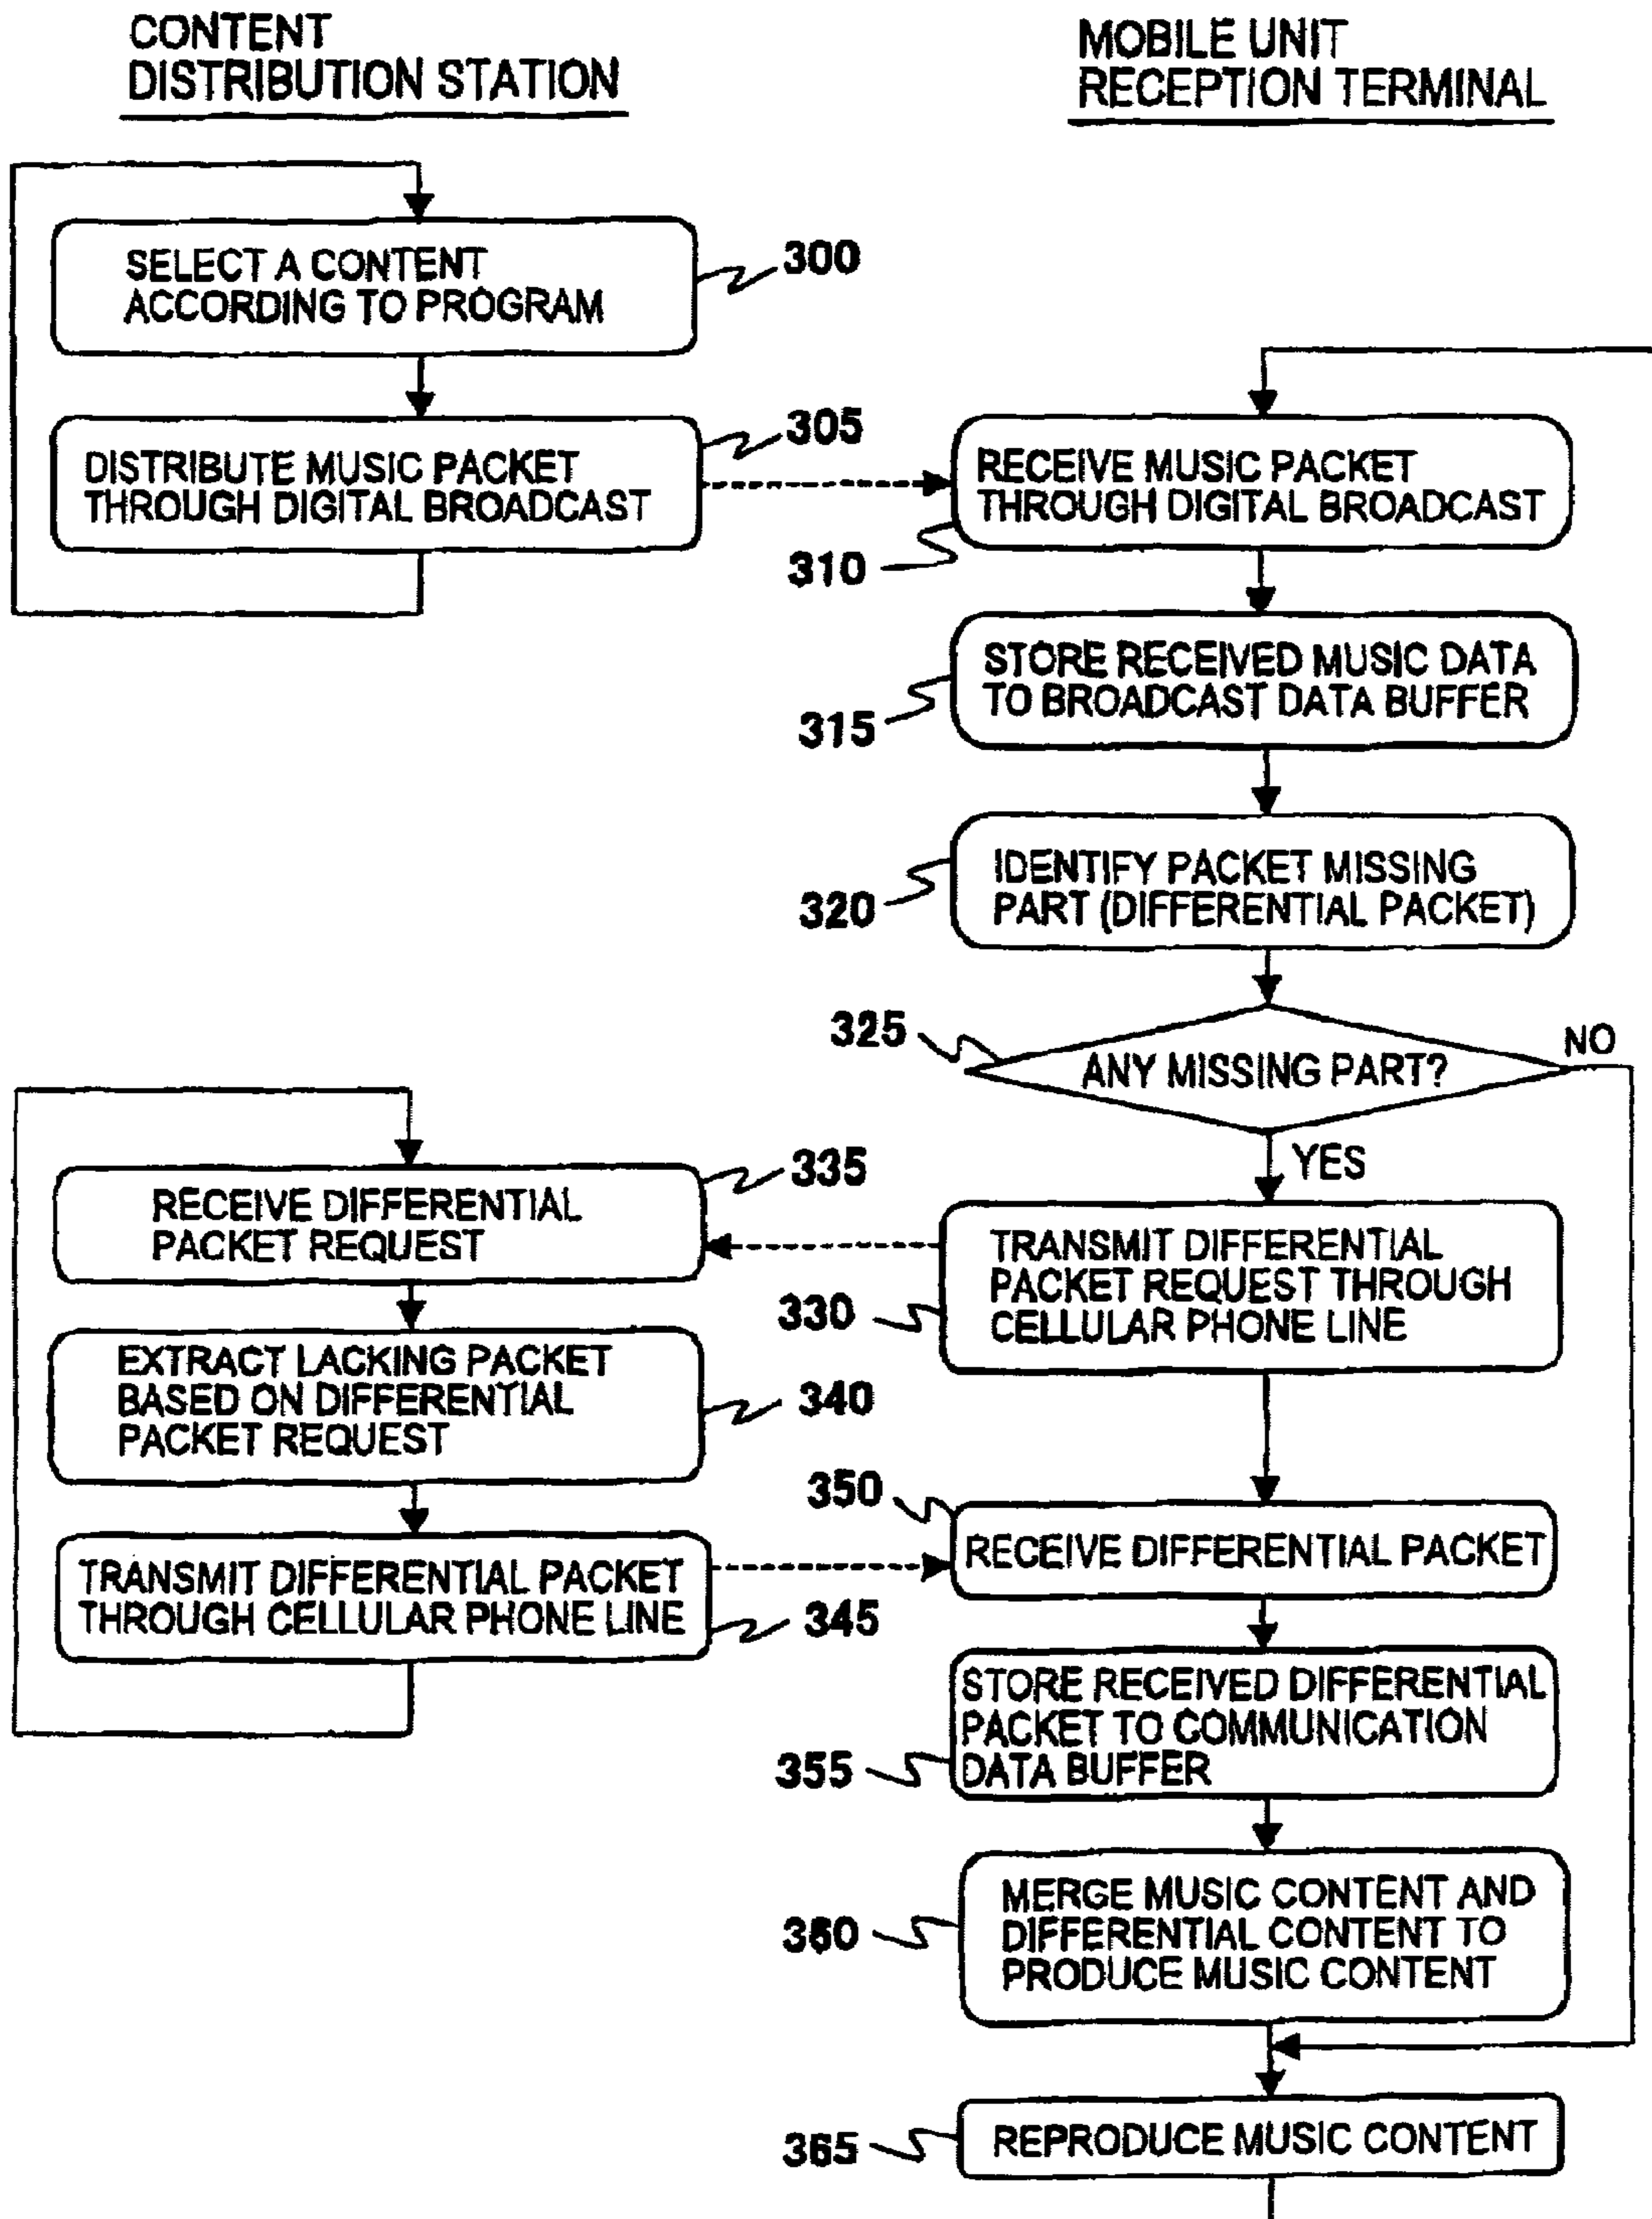 CONTENT
DISTRIBUTION STATION
MOBILE UNIT
RECEPTION TERMINAL
SELECT A CONTENT
ACCORDING TO PROGRAM
300
DISTRIBUTE MUSIC PACKET
THROUGH DIGITAL BROADCAST
305
RECEIVE MUSIC PACKET
THROUGH DIGITAL BROADCAST
310
STORE RECEIVED MUSIC DATA
TO BROADCAST DATA BUFFER
315
IDENTIFY PACKET MISSING
PART (DIFFERENTIAL PACKET)
320
325
ANY MISSING PART?
NO
YES
335
RECEIVE DIFFERENTIAL
PACKET REQUEST
TRANSMIT DIFFERENTIAL
PACKET REQUEST THROUGH
CELLULAR PHONE LINE
330
EXTRACT LACKING PACKET
BASED ON DIFFERENTIAL
PACKET REQUEST
340
350
RECEIVE DIFFERENTIAL PACKET
TRANSMIT DIFFERENTIAL PACKET
THROUGH CELLULAR PHONE LINE
345
STORE RECEIVED DIFFERENTIAL
PACKET TO COMMUNICATION
DATA BUFFER
355
MERGE MUSIC CONTENT AND
DIFFERENTIAL CONTENT TO
PRODUCE MUSIC CONTENT
360
REPRODUCE MUSIC CONTENT
365